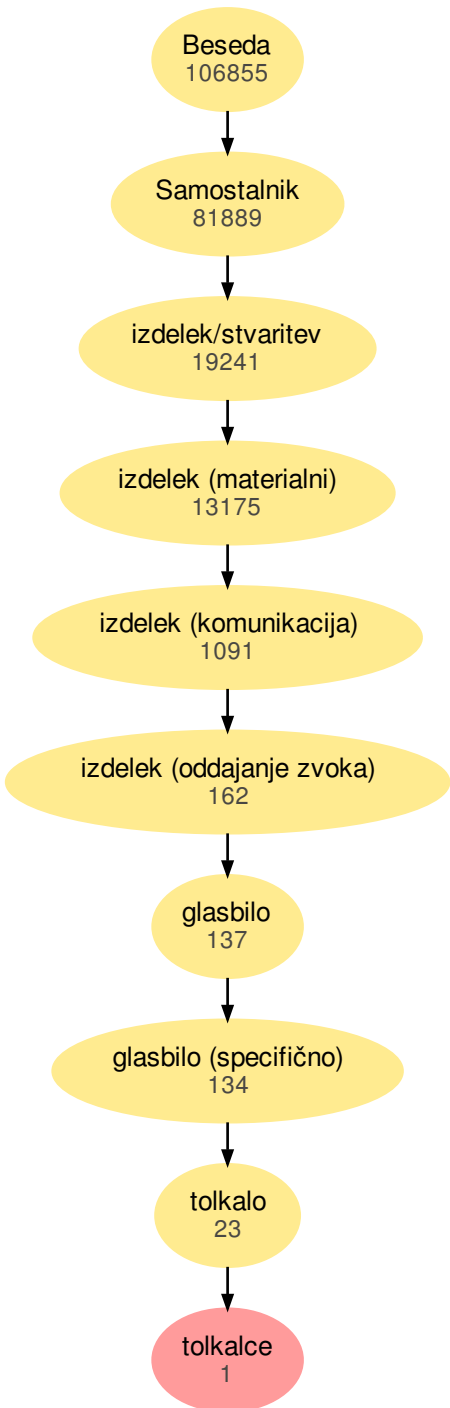 Beseda
106855
Samostalnik
81889
izdelek/stvaritev
19241
izdelek (materialni)
13175
izdelek (komunikacija)
1091
izdelek (oddajanje zvoka)
162
glasbilo
137
glasbilo (specifično)
134
tolkalo
23
tolkalce
1